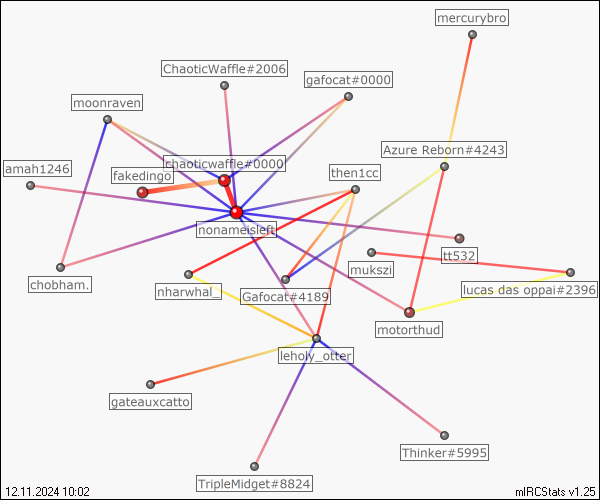 mercurybro
ChaoticWaffle#2006
gafocat#0000
moonraven
Azure Reborn#4243
chaoticwaffle#0000
amah1246
fakedingo
then1cc
nonameisleft
tt532
mukszi
chobham.
nharwhal_
Gafocat#4189
lucas das oppai#2396
motorthud
leholy_otter
gateauxcatto
Thinker#5995
TripleMidget#8824
12.11.2024 10:02
mIRCStats v1.25